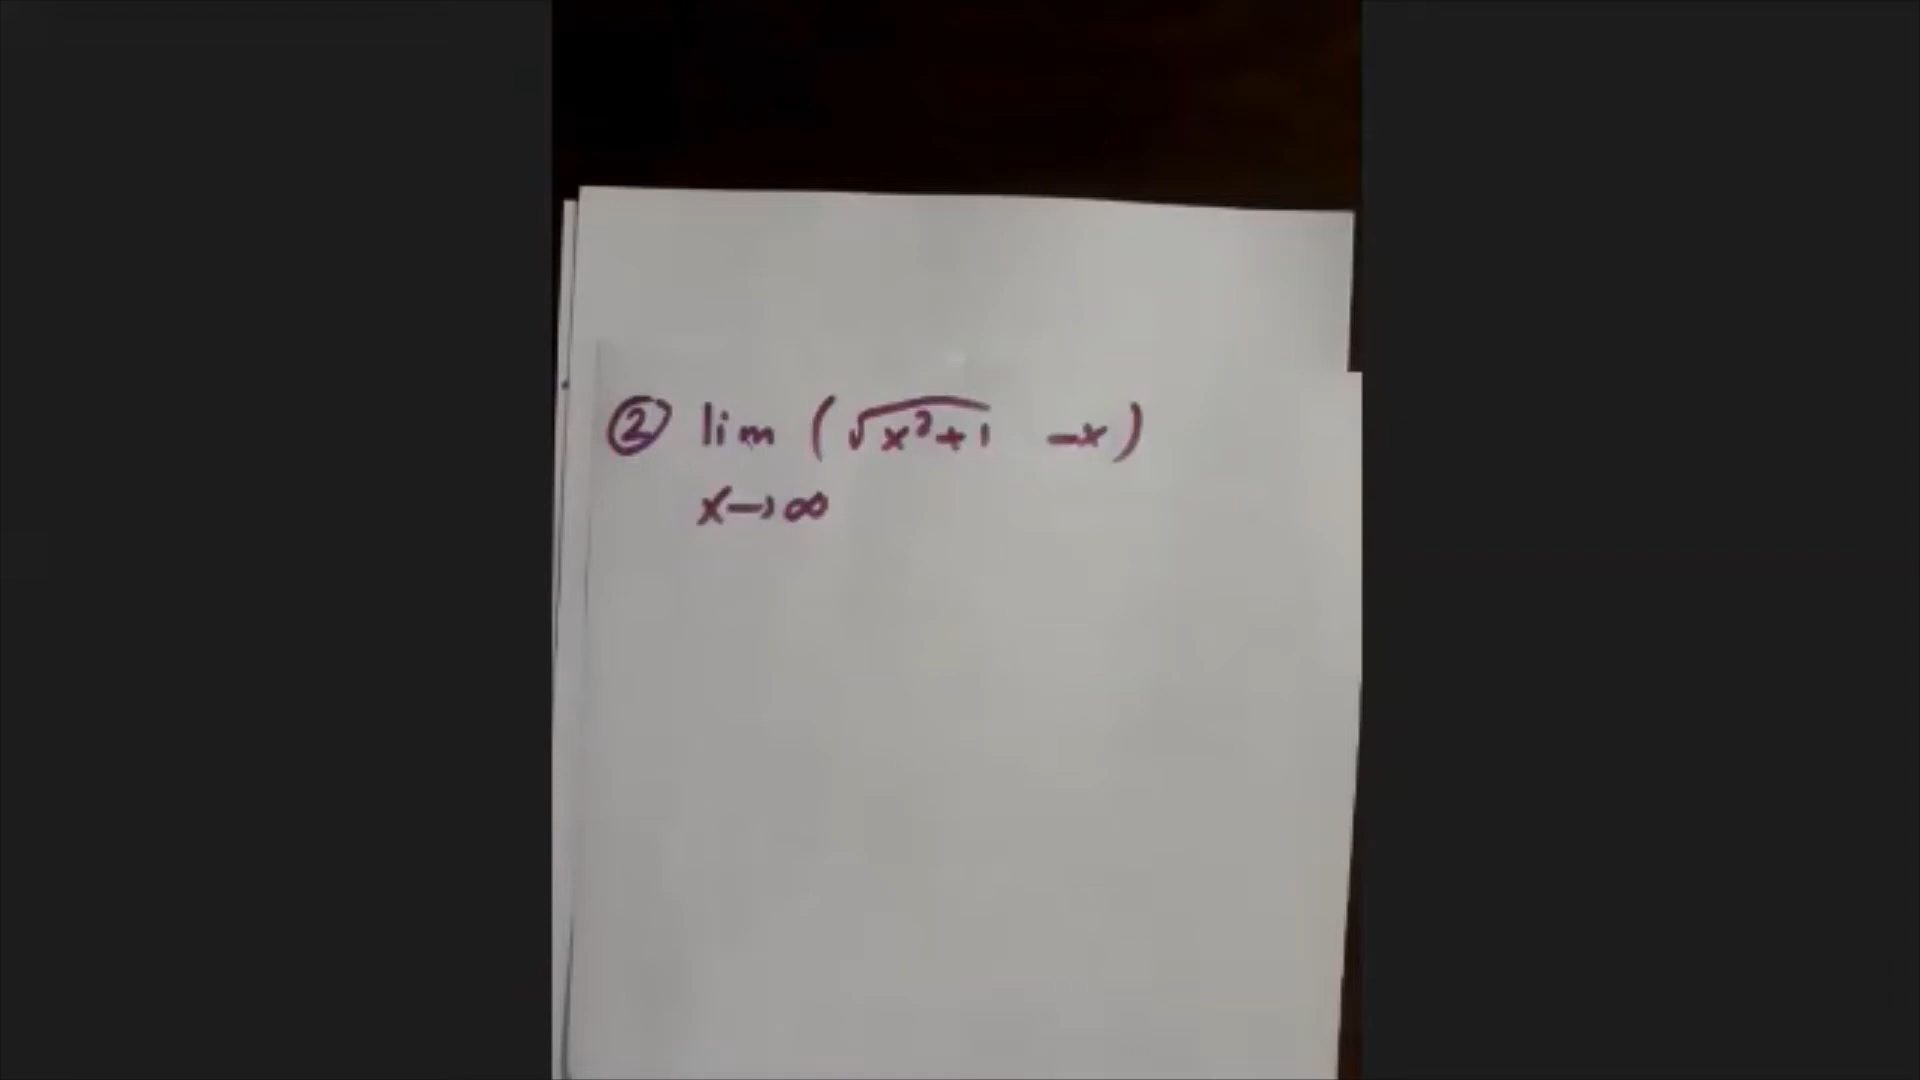 ② lim (√x²+1 -x)
x→∞